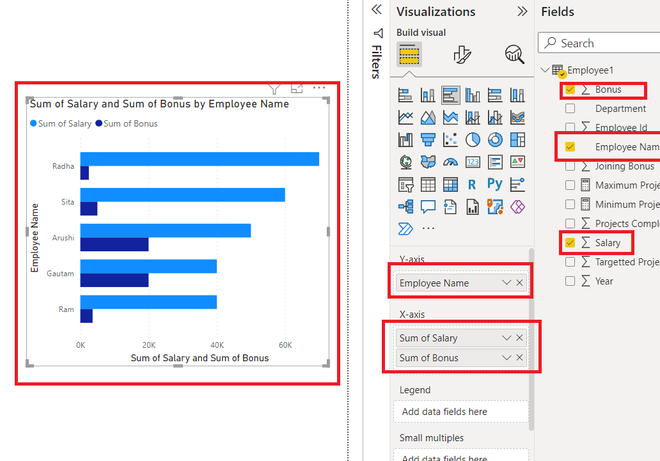 Sum of Salary and Sum of Bonus by Employee Name
Sum of Salary Sum of Bonus
Employee Name
Radha
Sita
Arushi
Gautam
Ram
0K 20K 40K 60K
Sum of Salary and Sum of Bonus
Filters
Visualizations
Build visual
R Py
Y-axis
Employee Name
X-axis
Sum of Salary
Sum of Bonus
Legend
Add data fields here
Small multiples
Add data fields here
Fields
Search
Employee1
Bonus
Department
Employee Id
Employee Nam
Joining Bonus
Maximum Proje
Minimum Proje
Projects Comple
Salary
Targetted Projec
Year